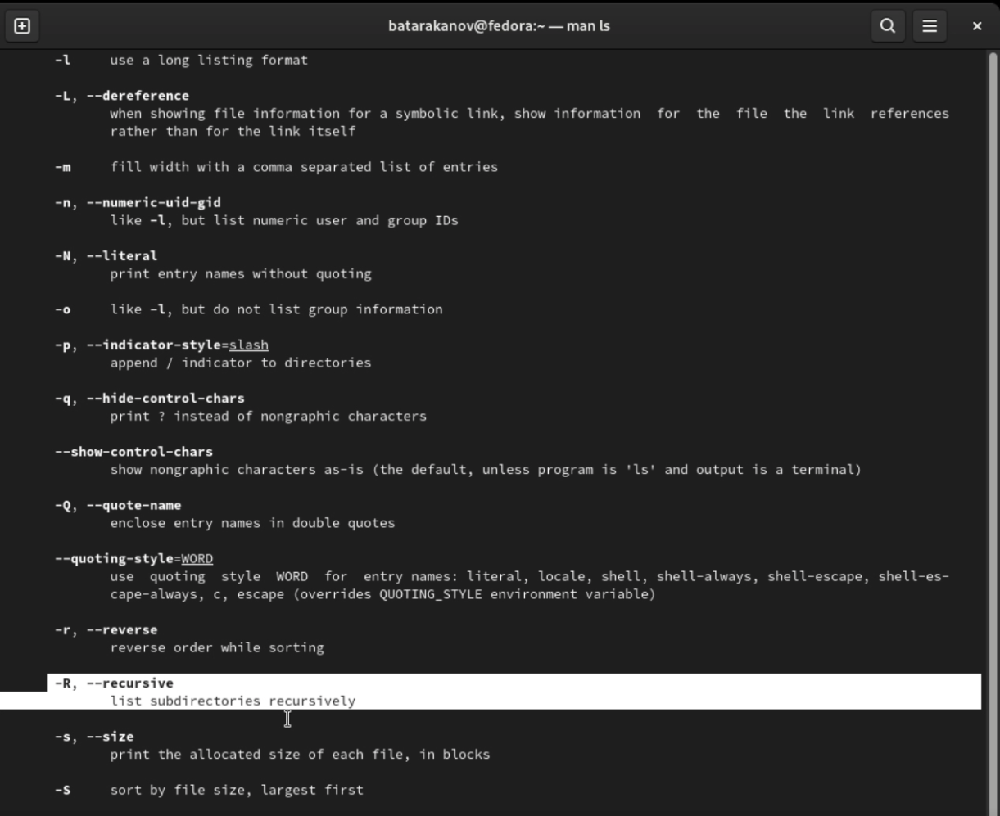 batarakanov@fedora:~ — man ls
-l use a long listing format
-L, --dereference
when showing file information for a symbolic link, show information for the file the link references
rather than for the link itself
-m fill width with a comma separated list of entries
-n, --numeric-uid-gid
like -l, but list numeric user and group IDs
-N, --literal
print entry names without quoting
-o like -l, but do not list group information
-p, --indicator-style=slash
append / indicator to directories
-q, --hide-control-chars
print ? instead of nongraphic characters
--show-control-chars
show nongraphic characters as-is (the default, unless program is 'ls' and output is a terminal)
-Q, --quote-name
enclose entry names in double quotes
--quoting-style=WORD
use quoting style WORD for entry names: literal, locale, shell, shell-always, shell-escape, shell-es-
cape-always, c, escape (overrides QUOTING_STYLE environment variable)
-r, --reverse
reverse order while sorting
-R, --recursive
list subdirectories recursively
-s, --size
print the allocated size of each file, in blocks
-S sort by file size, largest first